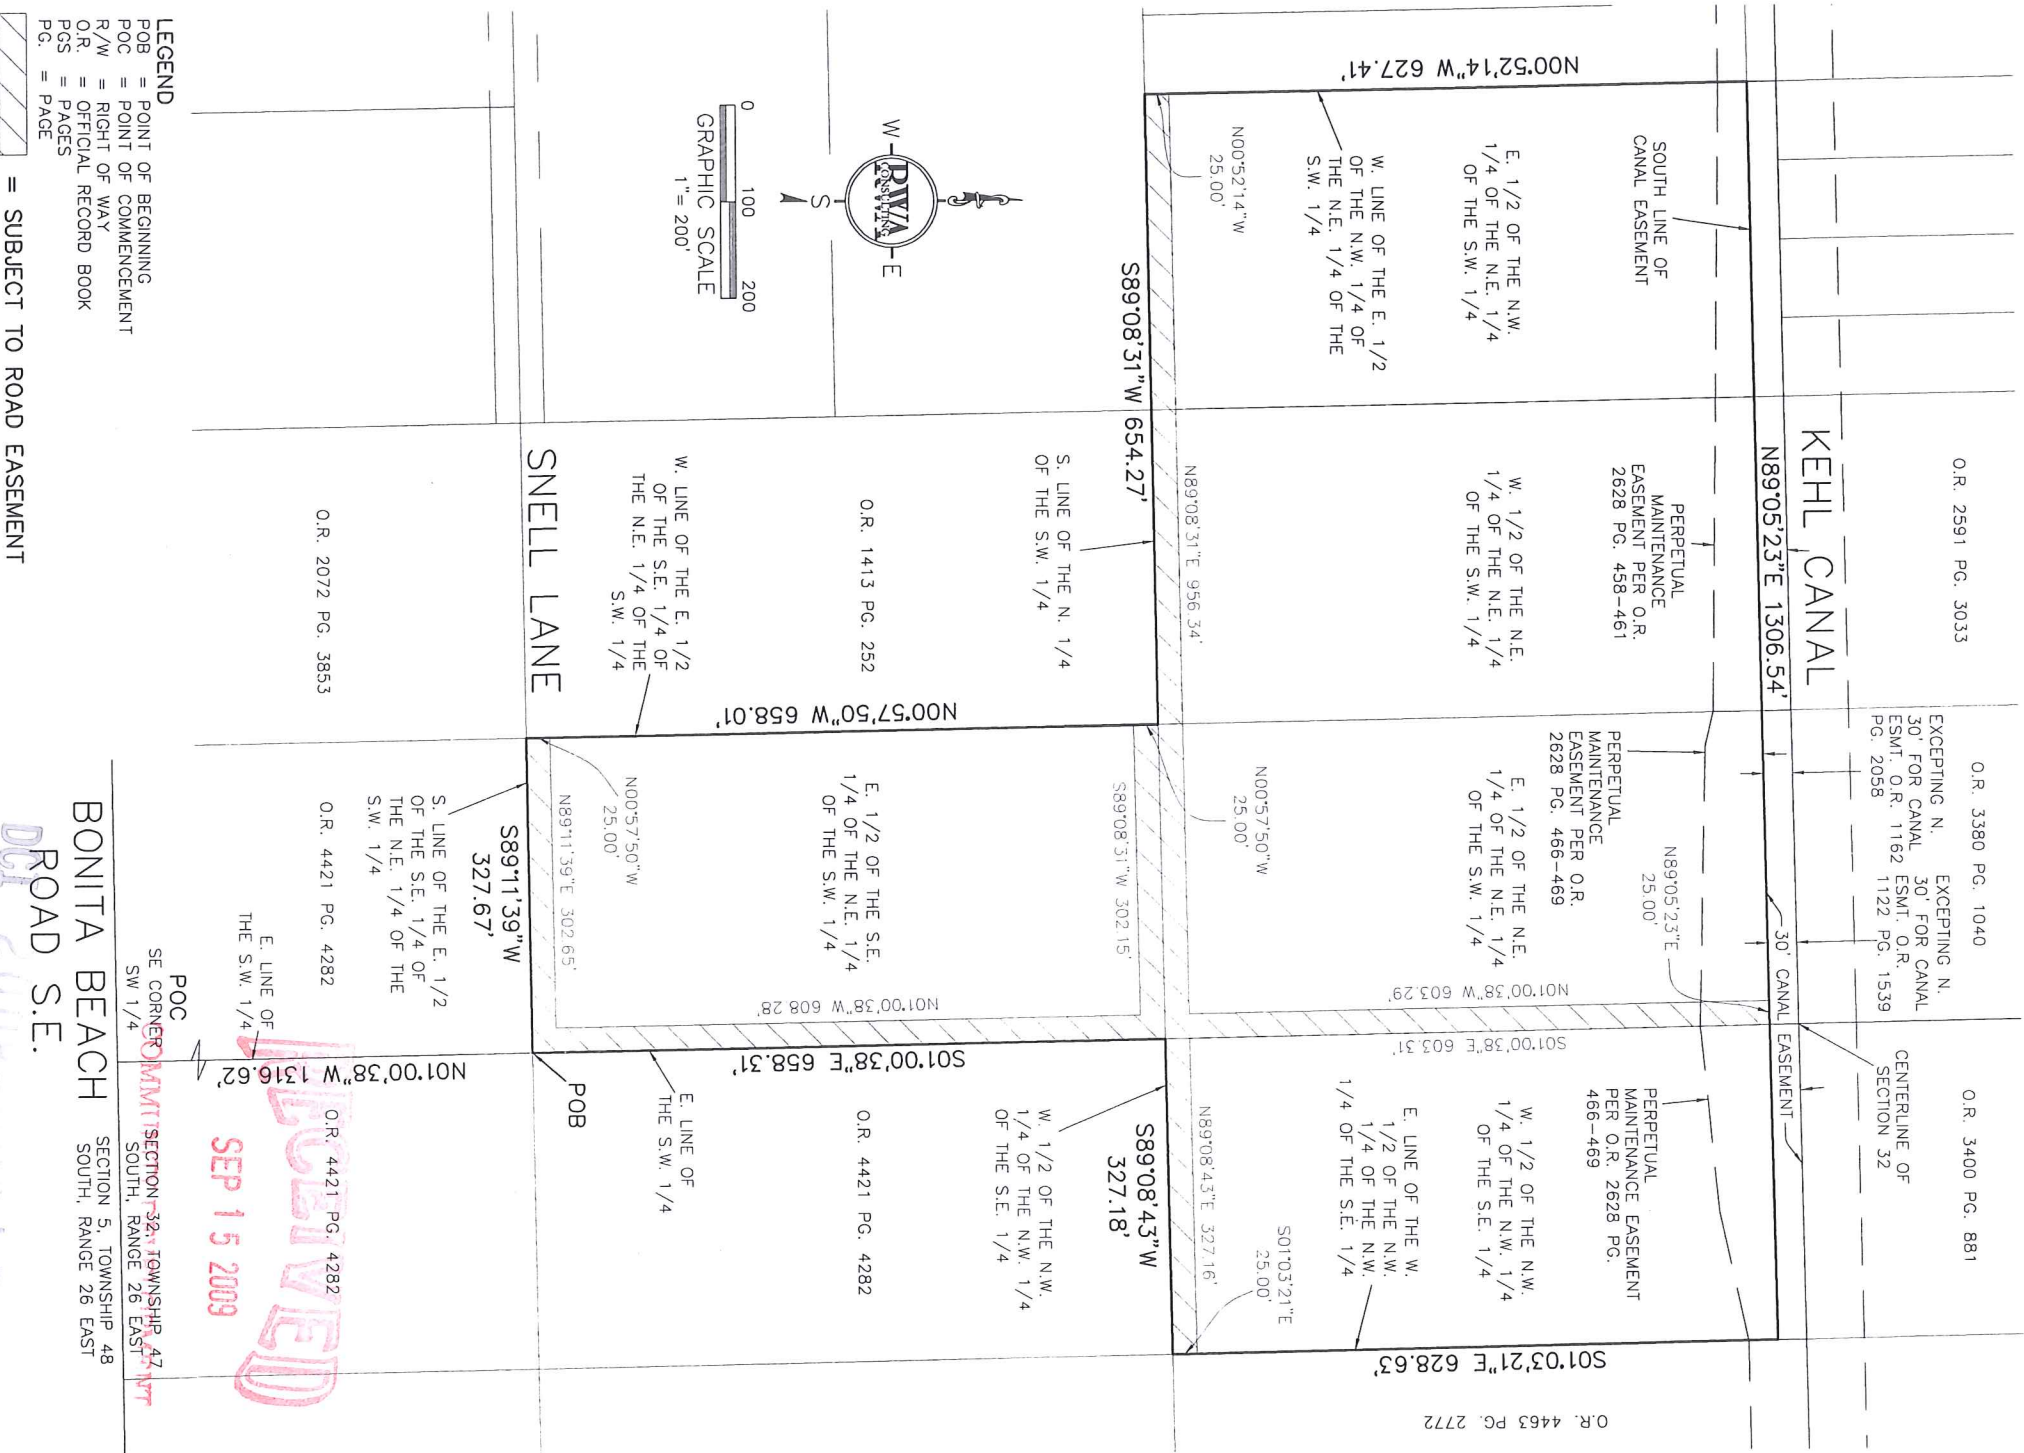 O.R. 2591 PG. 3033
O.R. 3380 PG. 1040
O.R. 3400 PG. 881
EXCEPTING N.
30' FOR CANAL
ESMT. O.R. 1162
PG. 2058
EXCEPTING N.
30' FOR CANAL
ESMT. O.R.
1122 PG. 1539
CENTERLINE OF
SECTION 32
KEHL CANAL
N89°05'23"E 1306.54'
30' CANAL EASEMENT
SOUTH LINE OF
CANAL EASEMENT
PERPETUAL
MAINTENANCE
EASEMENT PER O.R.
2628 PG. 458-461
PERPETUAL
MAINTENANCE
EASEMENT PER O.R.
2628 PG. 466-469
N89°05'23"E
25.00'
PERPETUAL
MAINTENANCE EASEMENT
PER O.R. 2628 PG.
466-469
N00°52'14"W 627.41'
E. 1/2 OF THE N.W.
1/4 OF THE N.E. 1/4
OF THE S.W. 1/4
W. 1/2 OF THE N.E.
1/4 OF THE N.E. 1/4
OF THE S.W. 1/4
E. 1/2 OF THE N.E.
1/4 OF THE N.E. 1/4
OF THE S.W. 1/4
W. 1/2 OF THE N.W.
1/4 OF THE N.W. 1/4
OF THE S.E. 1/4
W. LINE OF THE E. 1/2
OF THE N.W. 1/4 OF
THE N.E. 1/4 OF THE
S.W. 1/4
E. LINE OF THE W.
1/2 OF THE N.W.
1/4 OF THE N.W.
1/4 OF THE S.E. 1/4
N01°00'38"W 603.29'
S01°00'38"E 603.31'
S01°03'21"E 628.63'
O.R. 4463 PG. 2772
N00°52'14"W
25.00'
N00°57'50"W
25.00'
S01°03'21"E
25.00'
N89°08'31"E 956.34'
N89°08'43"E 327.16'
S89°08'31"W 654.27'
S89°08'31"W 302.15'
S89°08'43"W
327.18'
W
E
S
RWA
CONSULTING
0 100 200
GRAPHIC SCALE
1"= 200'
S. LINE OF THE N. 1/4
OF THE S.W. 1/4
O.R. 1413 PG. 252
N00°57'50"W 658.01'
W. LINE OF THE E. 1/2
OF THE S.E. 1/4 OF
THE N.E. 1/4 OF THE
S.W. 1/4
E. 1/2 OF THE S.E.
1/4 OF THE N.E. 1/4
OF THE S.W. 1/4
N01°00'38"W 608.28'
S01°00'38"E 658.31'
W. 1/2 OF THE N.W.
1/4 OF THE N.W. 1/4
OF THE S.E. 1/4
O.R. 4421 PG. 4282
E. LINE OF
THE S.W. 1/4
N00°57'50"W
25.00'
N89°11'39"E 302.65'
SNELL LANE
S89°11'39"W
327.67'
POB
O.R. 2072 PG. 3853
S. LINE OF THE E. 1/2
OF THE S.E. 1/4 OF
THE N.E. 1/4 OF THE
S.W. 1/4
O.R. 4421 PG. 4282
N01°00'38"W 1316.62'
O.R. 4421 PG. 4282
E. LINE OF
THE S.W. 1/4
RECEIVED
SEP 15 2009
POC
SE CORNER
SW 1/4
SECTION 32, TOWNSHIP 47
SOUTH, RANGE 26 EAST
SECTION 5, TOWNSHIP 48
SOUTH, RANGE 26 EAST
BONITA BEACH
ROAD S.E.
DCI
LEGEND
POB = POINT OF BEGINNING
POC = POINT OF COMMENCEMENT
R/W = RIGHT OF WAY
O.R. = OFFICIAL RECORD BOOK
PGS = PAGES
PG. = PAGE
= SUBJECT TO ROAD EASEMENT